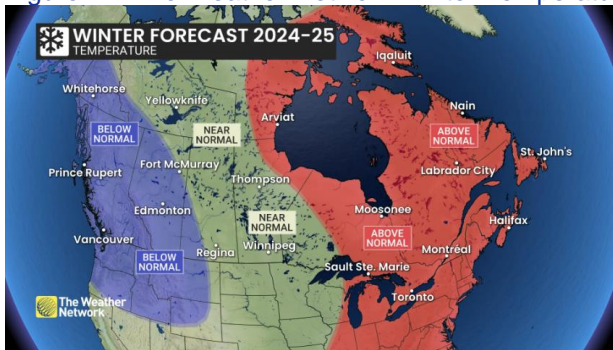 WINTER FORECAST 2024-25
TEMPERATURE
Iqaluit
Whitehorse
Yellowknife
Arviat
Nain
BELOW
NORMAL
NEAR
NORMAL
ABOVE
NORMAL
St. John's
Prince Rupert
Fort McMurray
Thompson
Labrador City
Edmonton
Moosonee
NEAR
NORMAL
Halifax
Vancouver
Regina
Winnipeg
ABOVE
NORMAL
Montréal
BELOW
NORMAL
Sault Ste. Marie
Toronto
The Weather
Network